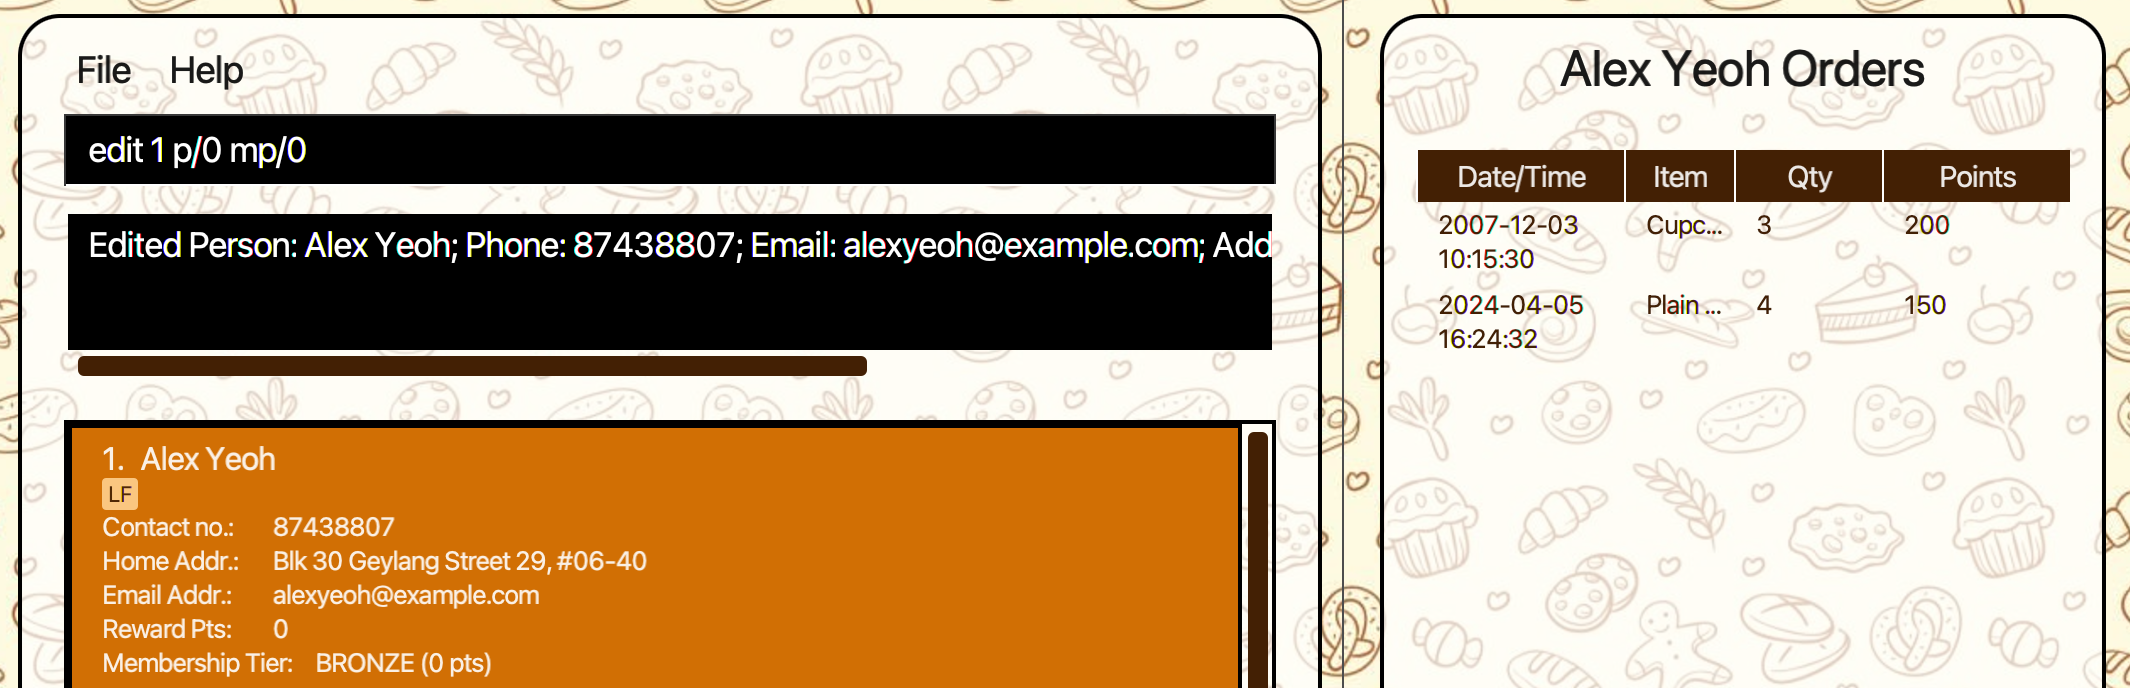 File Help
edit 1 p/0 mp/0
Edited Person: Alex Yeoh; Phone: 87438807; Email: alexyeoh@example.com; Add
1. Alex Yeoh
LF
Contact no.: 87438807
Home Addr.: Blk 30 Geylang Street 29, #06-40
Email Addr.: alexyeoh@example.com
Reward Pts: 0
Membership Tier: BRONZE (0 pts)
Alex Yeoh Orders
Date/Time Item Qty Points
2007-12-03 Cupc... 3 200
10:15:30
2024-04-05 Plain ... 4 150
16:24:32